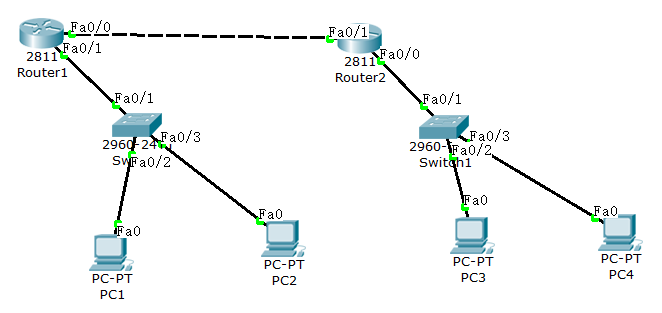 Fa0/0
Fa0/1
2811
Router1
Fa0/1
Fa0/0
2811
Router2
Fa0/1
Fa0/3
2960-24
Sw
Fa0/2
Fa0/1
Fa0/3
2960-
Fa0/2
Switch1
Fa0
PC-PT
PC1
Fa0
PC-PT
PC2
Fa0
PC-PT
PC3
Fa0
PC-PT
PC4